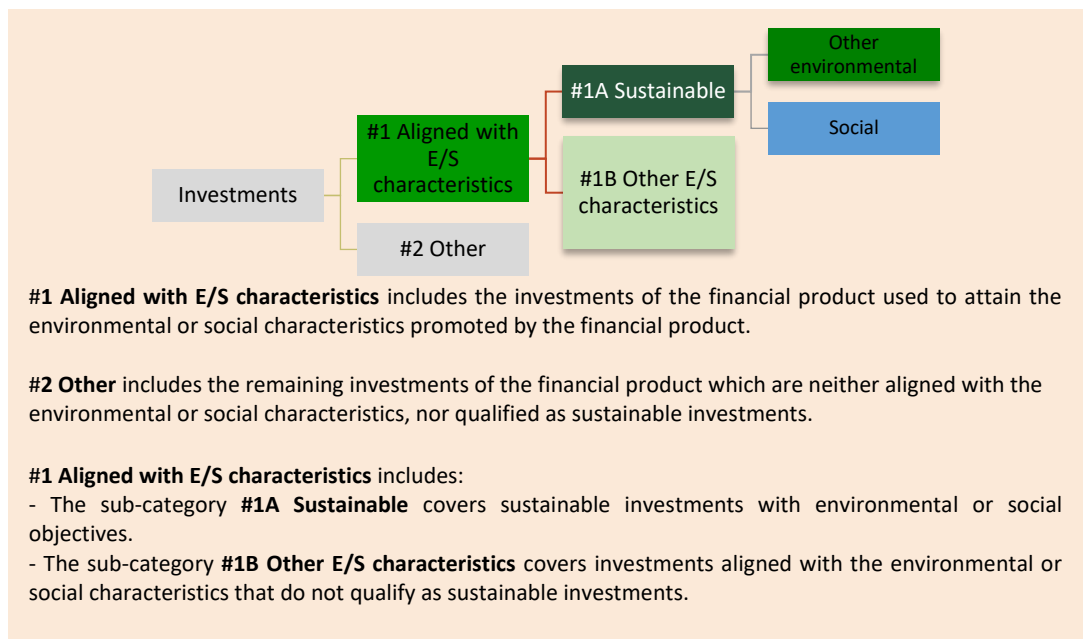 Other
environmental
#1A Sustainable
#1 Aligned with
E/S
characteristics
Social
Investments
#1B Other E/S
characteristics
#2 Other
#1 Aligned with E/S characteristics includes the investments of the financial product used to attain the
environmental or social characteristics promoted by the financial product.
#2 Other includes the remaining investments of the financial product which are neither aligned with the
environmental or social characteristics, nor qualified as sustainable investments.
#1 Aligned with E/S characteristics includes:
- The sub-category #1A Sustainable covers sustainable investments with environmental or social
objectives.
- The sub-category #1B Other E/S characteristics covers investments aligned with the environmental or
social characteristics that do not qualify as sustainable investments.